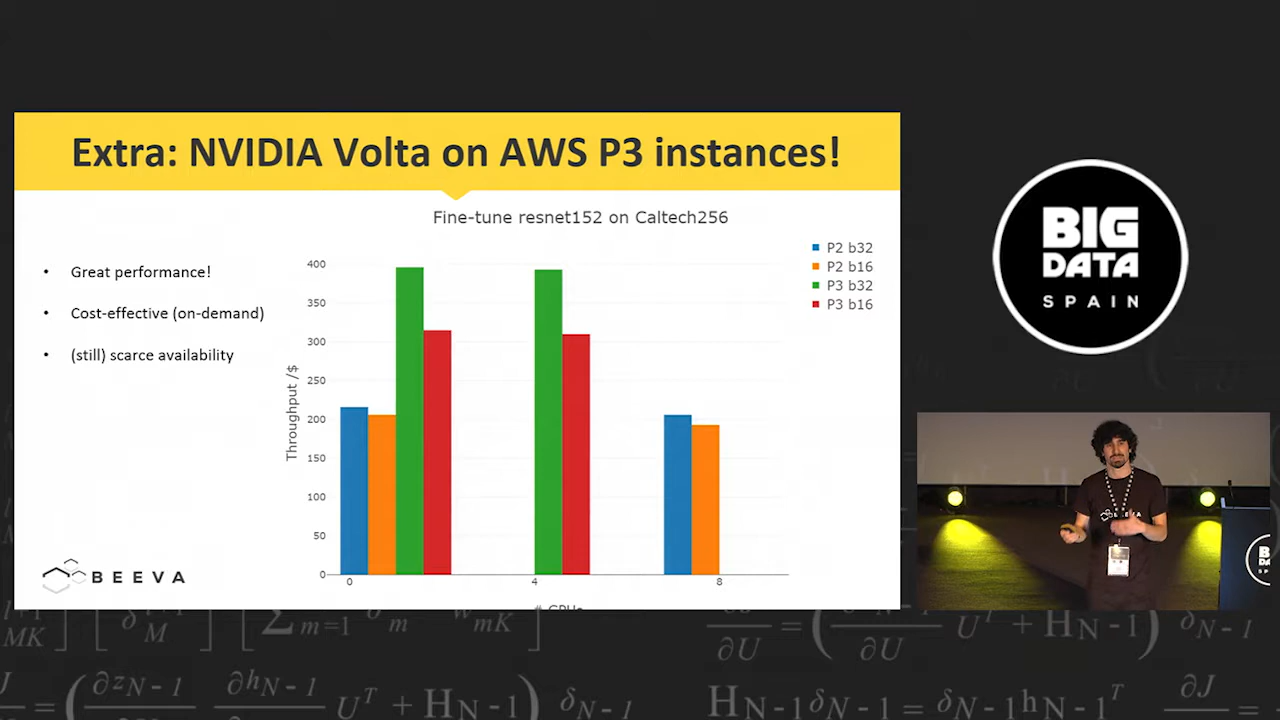 Extra: NVIDIA Volta on AWS P3 instances!
Fine-tune resnet152 on Caltech256
• Great performance!
• Cost-effective (on-demand)
• (still) scarce availability
P2 b32
P2 b16
P3 b32
P3 b16
Throughput /$
400
350
300
250
200
150
100
50
0
0
4
8
# GPUs
BEEVA
BIG
DATA
SPAIN
BEEVA